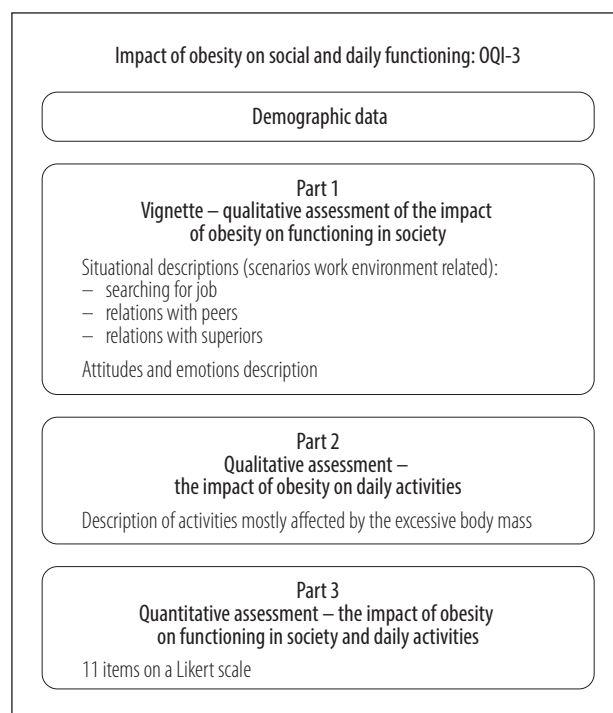 Impact of obesity on social and daily functioning: OQI-3
Demographic data
Part 1
Vignette – qualitative assessment of the impact
of obesity on functioning in society
Situational descriptions (scenarios work environment related):
– searching for job
– relations with peers
– relations with superiors
Attitudes and emotions description
Part 2
Qualitative assessment –
the impact of obesity on daily activities
Description of activities mostly affected by the excessive body mass
Part 3
Quantitative assessment – the impact of obesity
on functioning in society and daily activities
11 items on a Likert scale